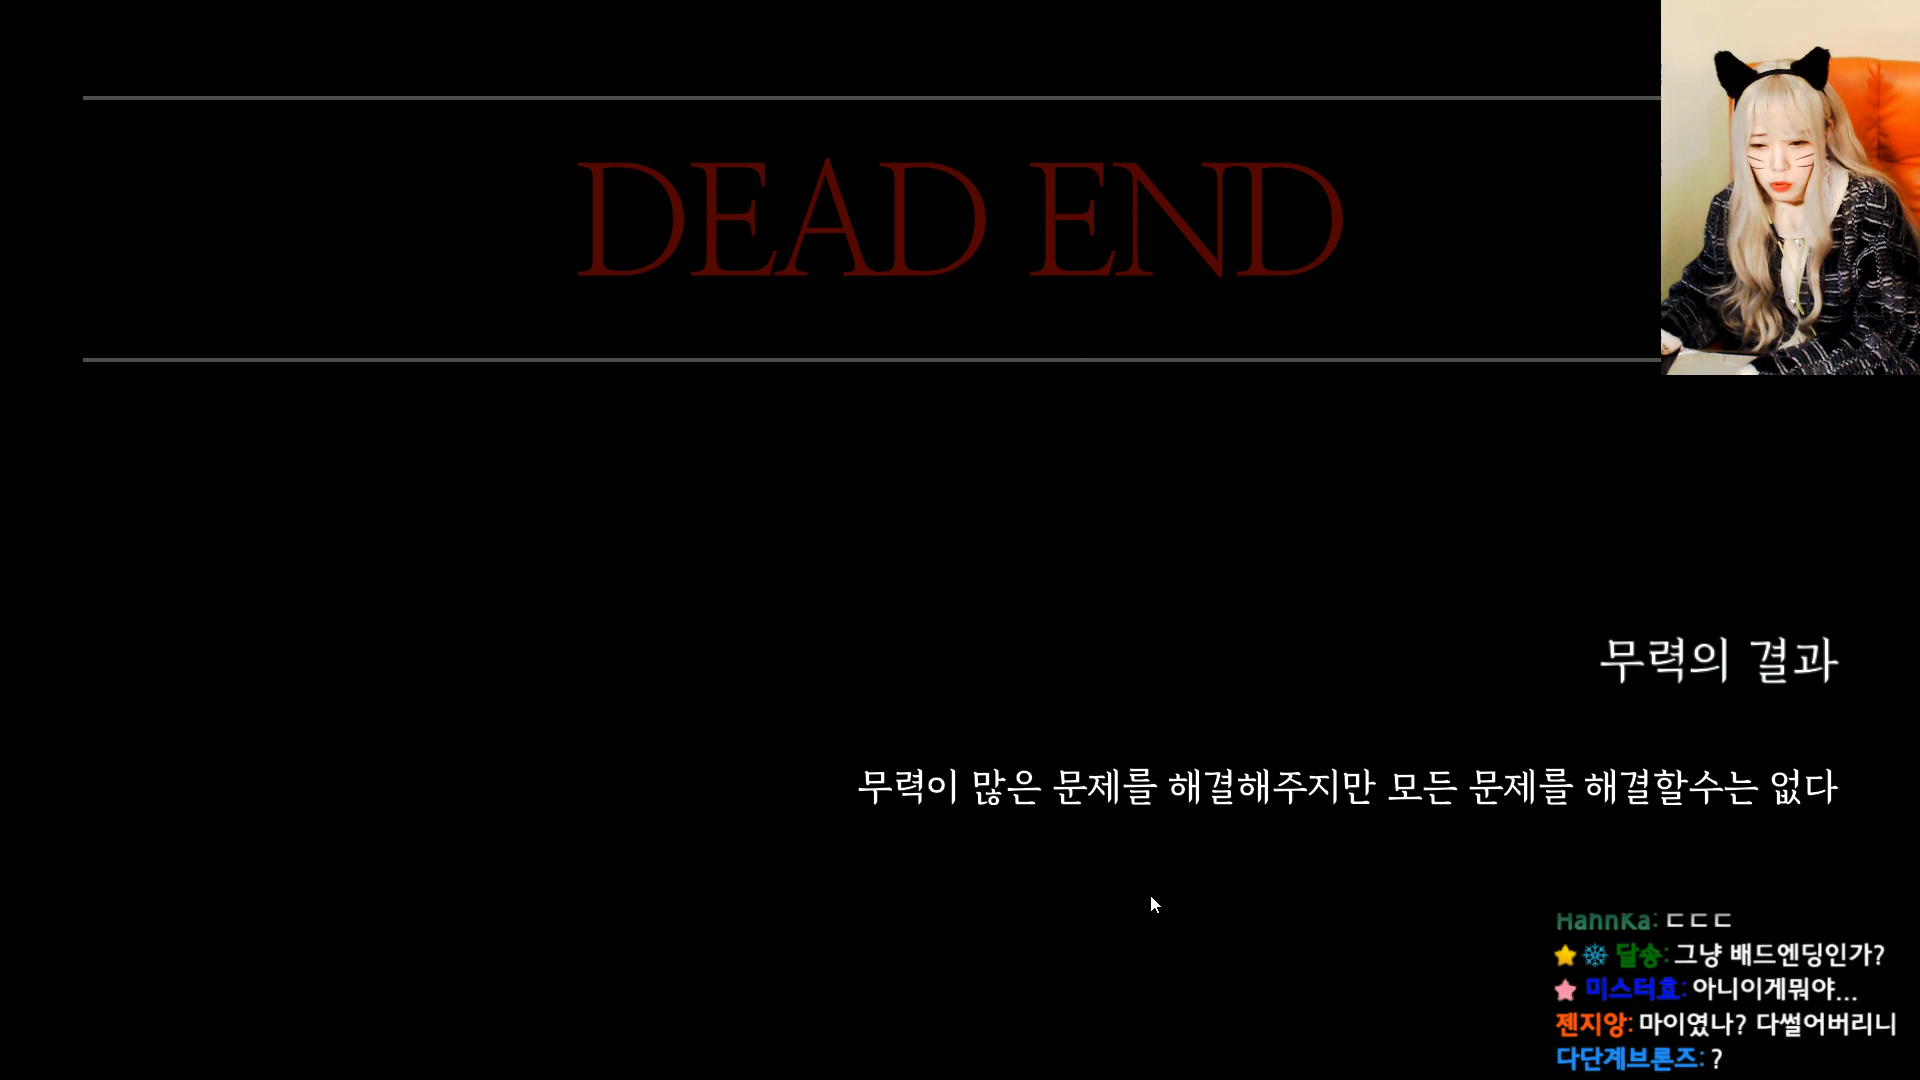 DEAD END
무력의 결과
무력이 많은 문제를 해결해주지만 모든 문제를 해결할수는 없다
HahnKa: ㄷㄷㄷ
달송: 그냥 배드엔딩인가?
미스터효: 아니이게뭐야...
젠지앙: 마이였나? 다썰어버리니
다단계브론즈: ?